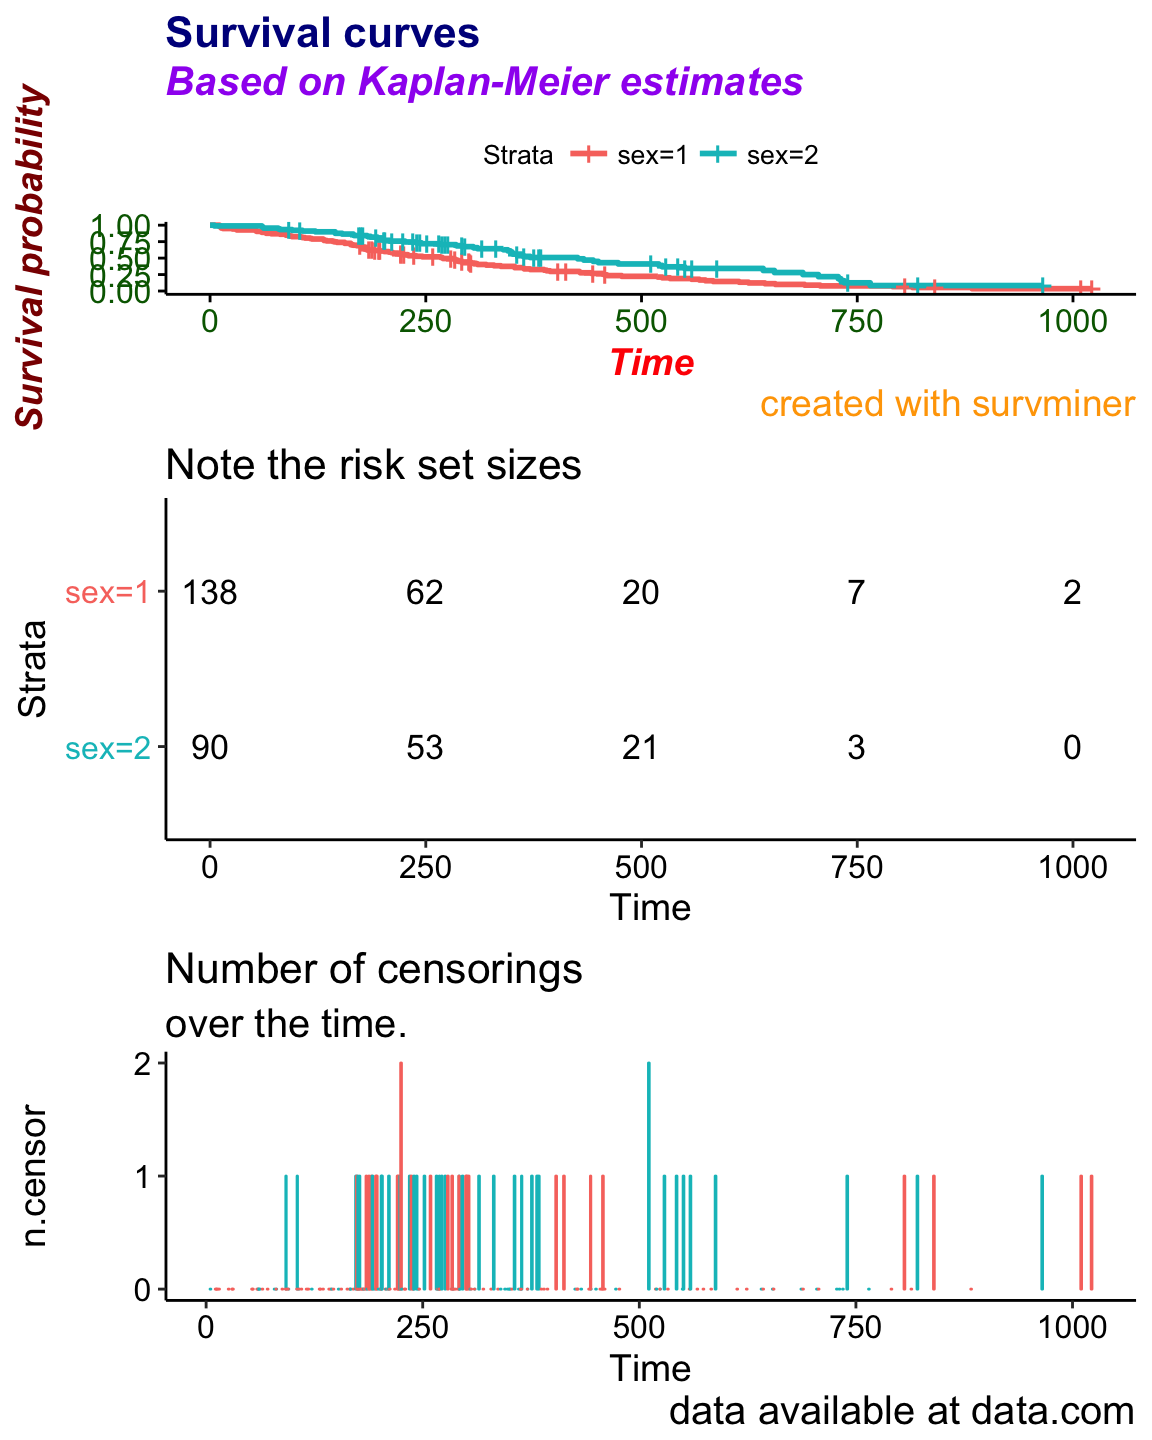 Survival curves
Based on Kaplan-Meier estimates
Strata sex=1 sex=2
Survival probability
1.00
0.75
0.50
0.25
0.00
0 250 500 750 1000
Time
created with survminer
Note the risk set sizes
Strata
sex=1 138 62 20 7 2
sex=2 90 53 21 3 0
0 250 500 750 1000
Time
Number of censorings
over the time.
n.censor
2
1
0
0 250 500 750 1000
Time
data available at data.com